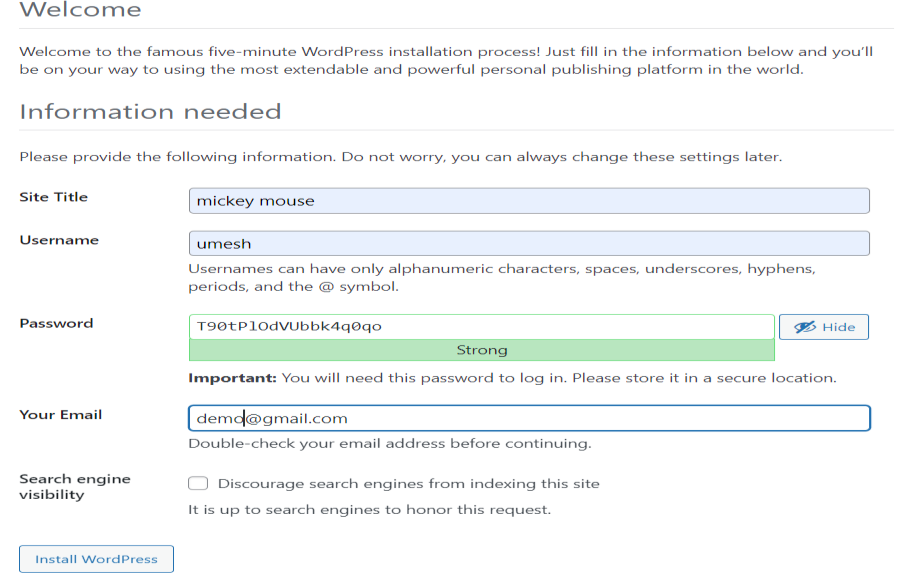 Welcome
Welcome to the famous five-minute WordPress installation process! Just fill in the information below and you'll
be on your way to using the most extendable and powerful personal publishing platform in the world.
Information needed
Please provide the following information. Do not worry, you can always change these settings later.
Site Title
mickey mouse
Username
umesh
Usernames can have only alphanumeric characters, spaces, underscores, hyphens,
periods, and the @ symbol.
Password
T90tPlOdVUbbk4q0qo
Hide
Strong
Important: You will need this password to log in. Please store it in a secure location.
Your Email
demo@gmail.com
Double-check your email address before continuing.
Search engine
visibility
Discourage search engines from indexing this site
It is up to search engines to honor this request.
Install WordPress